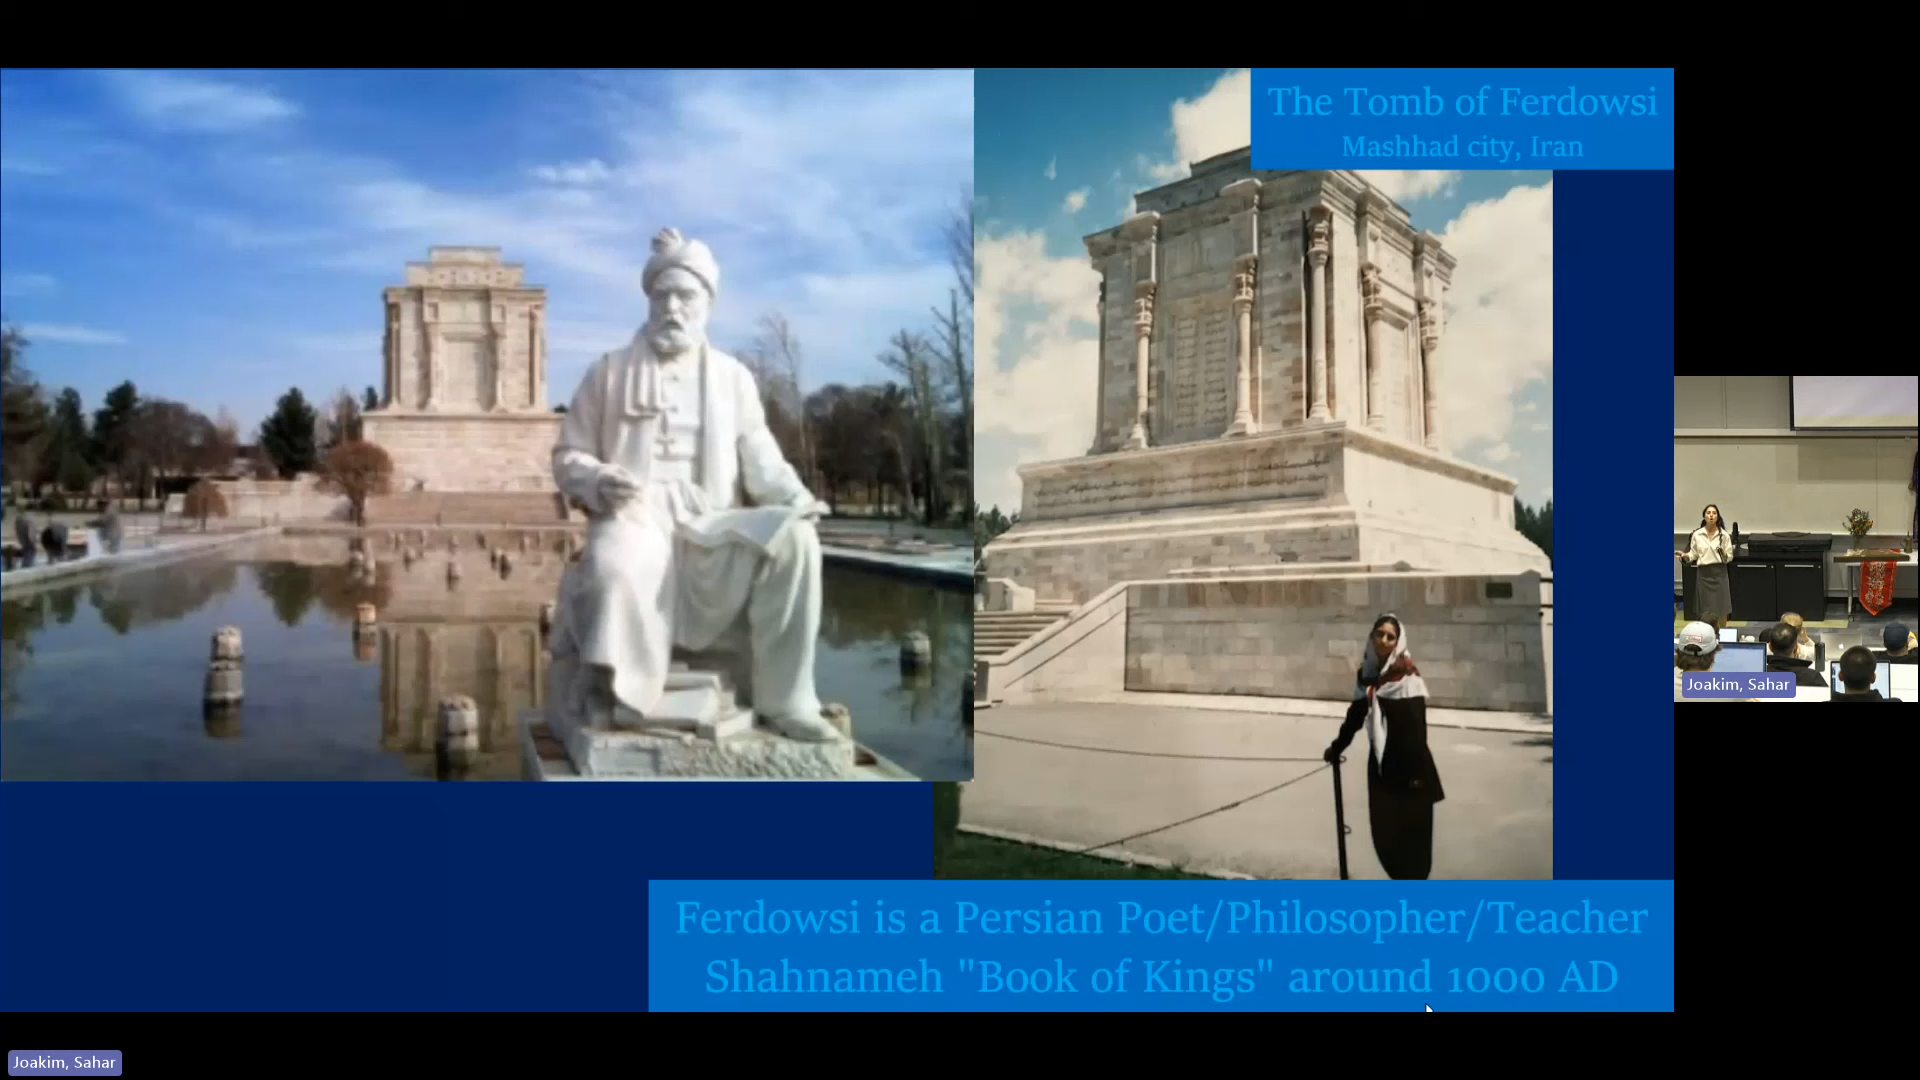 The Tomb of Ferdowsi
Mashhad city, Iran
Ferdowsi is a Persian Poet/Philosopher/Teacher
Shahnameh "Book of Kings" around 1000 AD
Joakim, Sahar
Joakim, Sahar